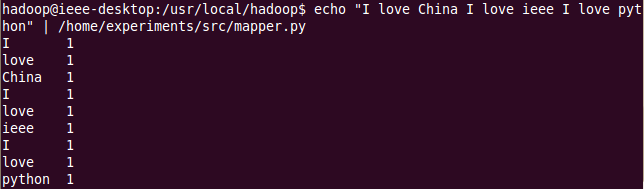 hadoop@ieee-desktop:/usr/local/hadoop$ echo "I love China I love ieee I love pyt
hon" | /home/experiments/src/mapper.py
I 1
love 1
China 1
I 1
love 1
ieee 1
I 1
love 1
python 1